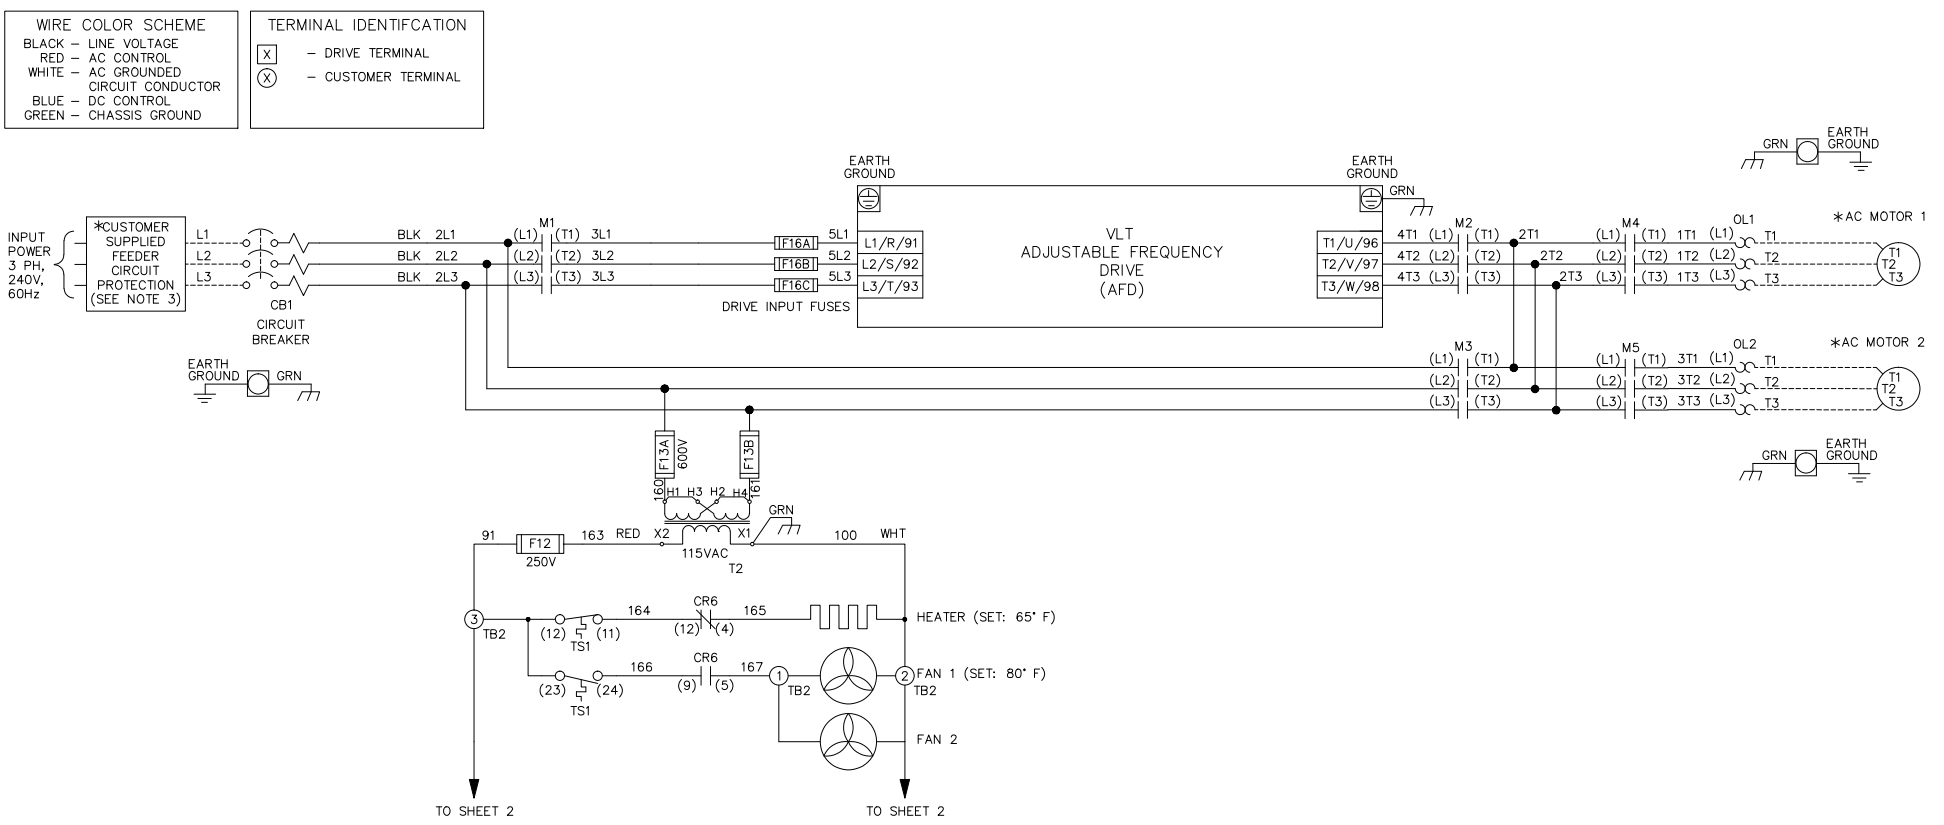 WIRE COLOR SCHEME
BLACK – LINE VOLTAGE
RED – AC CONTROL
WHITE – AC GROUNDED
CIRCUIT CONDUCTOR
BLUE – DC CONTROL
GREEN – CHASSIS GROUND
TERMINAL IDENTIFCATION
X – DRIVE TERMINAL
X – CUSTOMER TERMINAL
INPUT
POWER
3 PH,
240V,
60Hz
*CUSTOMER
SUPPLIED
FEEDER
CIRCUIT
PROTECTION
(SEE NOTE 3)
L1
L2
L3
CB1
CIRCUIT
BREAKER
BLK 2L1
BLK 2L2
BLK 2L3
M1
(L1) (T1) 3L1
(L2) (T2) 3L2
(L3) (T3) 3L3
F16A 5L1
F16B 5L2
F16C 5L3
DRIVE INPUT FUSES
EARTH
GROUND
L1/R/91
L2/S/92
L3/T/93
VLT
ADJUSTABLE FREQUENCY
DRIVE
(AFD)
EARTH
GROUND
GRN
T1/U/96
T2/V/97
T3/W/98
M2
4T1 (L1) (T1) 2T1
4T2 (L2) (T2) 2T2
4T3 (L3) (T3) 2T3
M4
(L1) (T1) 1T1 (L1)
(L2) (T2) 1T2 (L2)
(L3) (T3) 1T3 (L3)
OL1
T1
T2
T3
*AC MOTOR 1
T1
T2
T3
GRN
EARTH
GROUND
EARTH
GROUND
GRN
M3
(L1) (T1)
(L2) (T2)
(L3) (T3)
M5
(L1) (T1) 3T1 (L1)
(L2) (T2) 3T2 (L2)
(L3) (T3) 3T3 (L3)
OL2
T1
T2
T3
*AC MOTOR 2
T1
T2
T3
GRN
EARTH
GROUND
F13A
600V
F13B
160
161
H1 H3 H2 H4
GRN
91
F12
250V
163 RED X2
X1
115VAC
T2
100 WHT
3
TB2
(12) (11)
TS1
164
CR6
(12) (4)
165
HEATER (SET: 65° F)
(23) (24)
TS1
166
CR6
(9) (5)
167
1
TB2
2
TB2
FAN 1 (SET: 80° F)
FAN 2
TO SHEET 2
TO SHEET 2